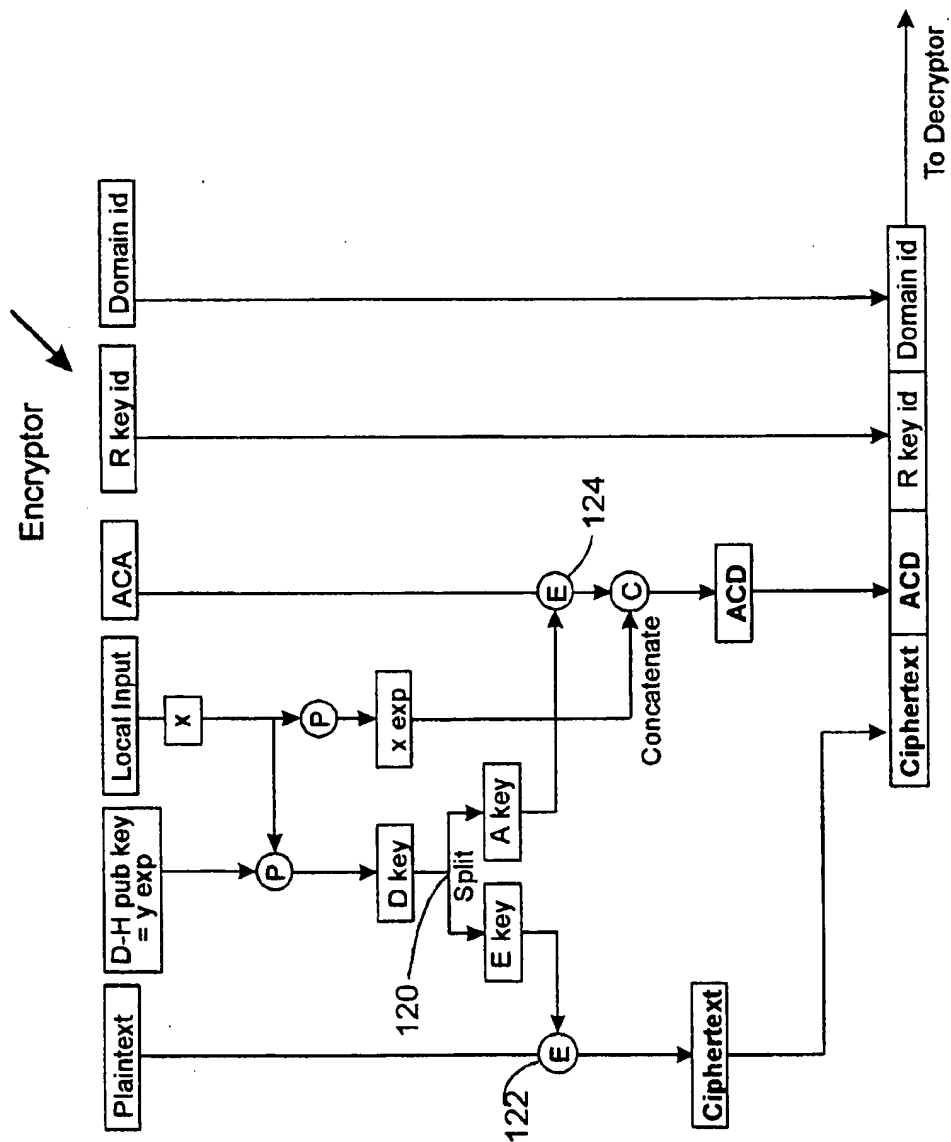 Encryptor
Plaintext
D-H pub key
= y exp
Local Input
ACA
R key id
Domain id
x
P
P
x exp
D key
120
Split
E key
A key
E
124
C
Concatenate
122
E
ACD
Ciphertext
Ciphertext
ACD
R key id
Domain id
To Decryptor